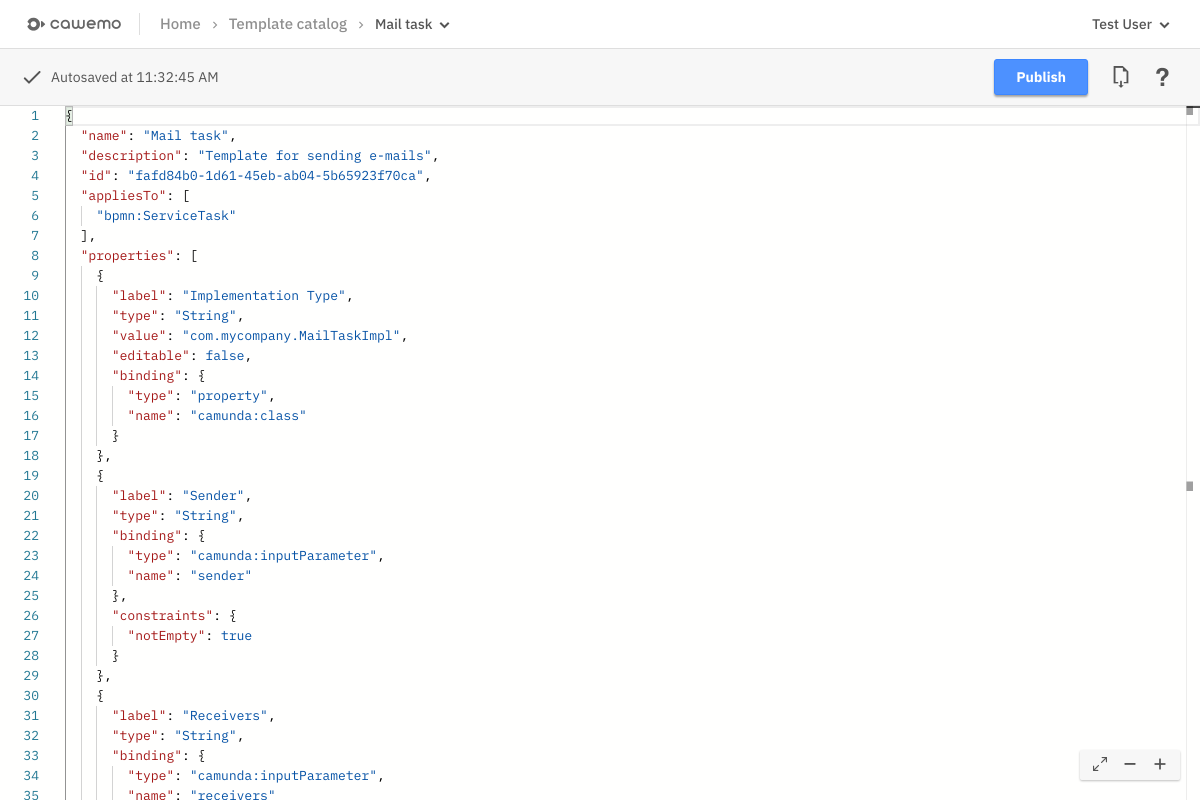 cawemo Home › Template catalog › Mail task Test User
Autosaved at 11:32:45 AM Publish ?
1 {
2 "name": "Mail task",
3 "description": "Template for sending e-mails",
4 "id": "fafd84b0-1d61-45eb-ab04-5b65923f70ca",
5 "appliesTo": [
6 "bpmn:ServiceTask"
7 ],
8 "properties": [
9 {
10 "label": "Implementation Type",
11 "type": "String",
12 "value": "com.mycompany.MailTaskImpl",
13 "editable": false,
14 "binding": {
15 "type": "property",
16 "name": "camunda:class"
17 }
18 },
19 {
20 "label": "Sender",
21 "type": "String",
22 "binding": {
23 "type": "camunda:inputParameter",
24 "name": "sender"
25 },
26 "constraints": {
27 "notEmpty": true
28 }
29 },
30 {
31 "label": "Receivers",
32 "type": "String",
33 "binding": {
34 "type": "camunda:inputParameter",
35 "name": "receivers"